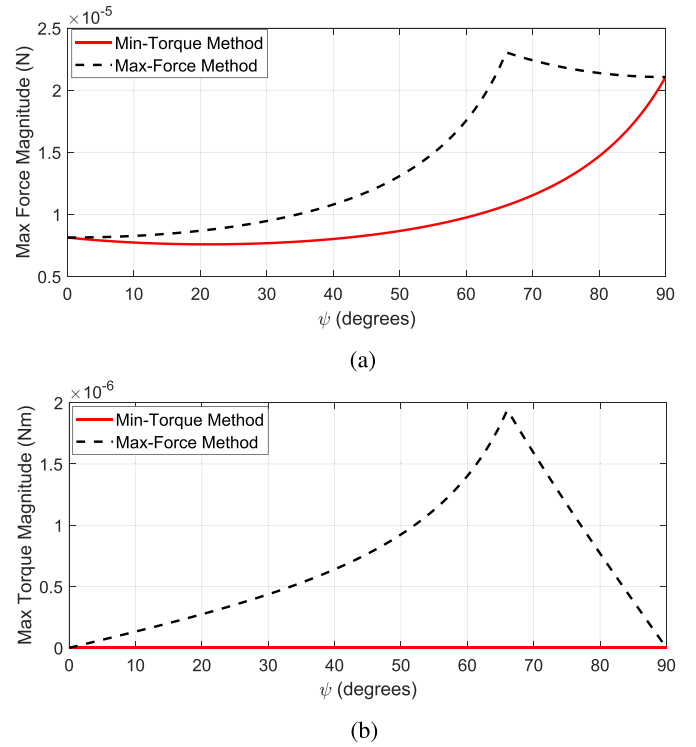 ×10-5
2.5
Min-Torque Method
Max-Force Method
2
1.5
1
0.5
Max Force Magnitude (N)
0 10 20 30 40 50 60 70 80 90
ψ (degrees)
(a)
×10-6
2
Min-Torque Method
Max-Force Method
1.5
1
0.5
0
Max Torque Magnitude (Nm)
0 10 20 30 40 50 60 70 80 90
ψ (degrees)
(b)